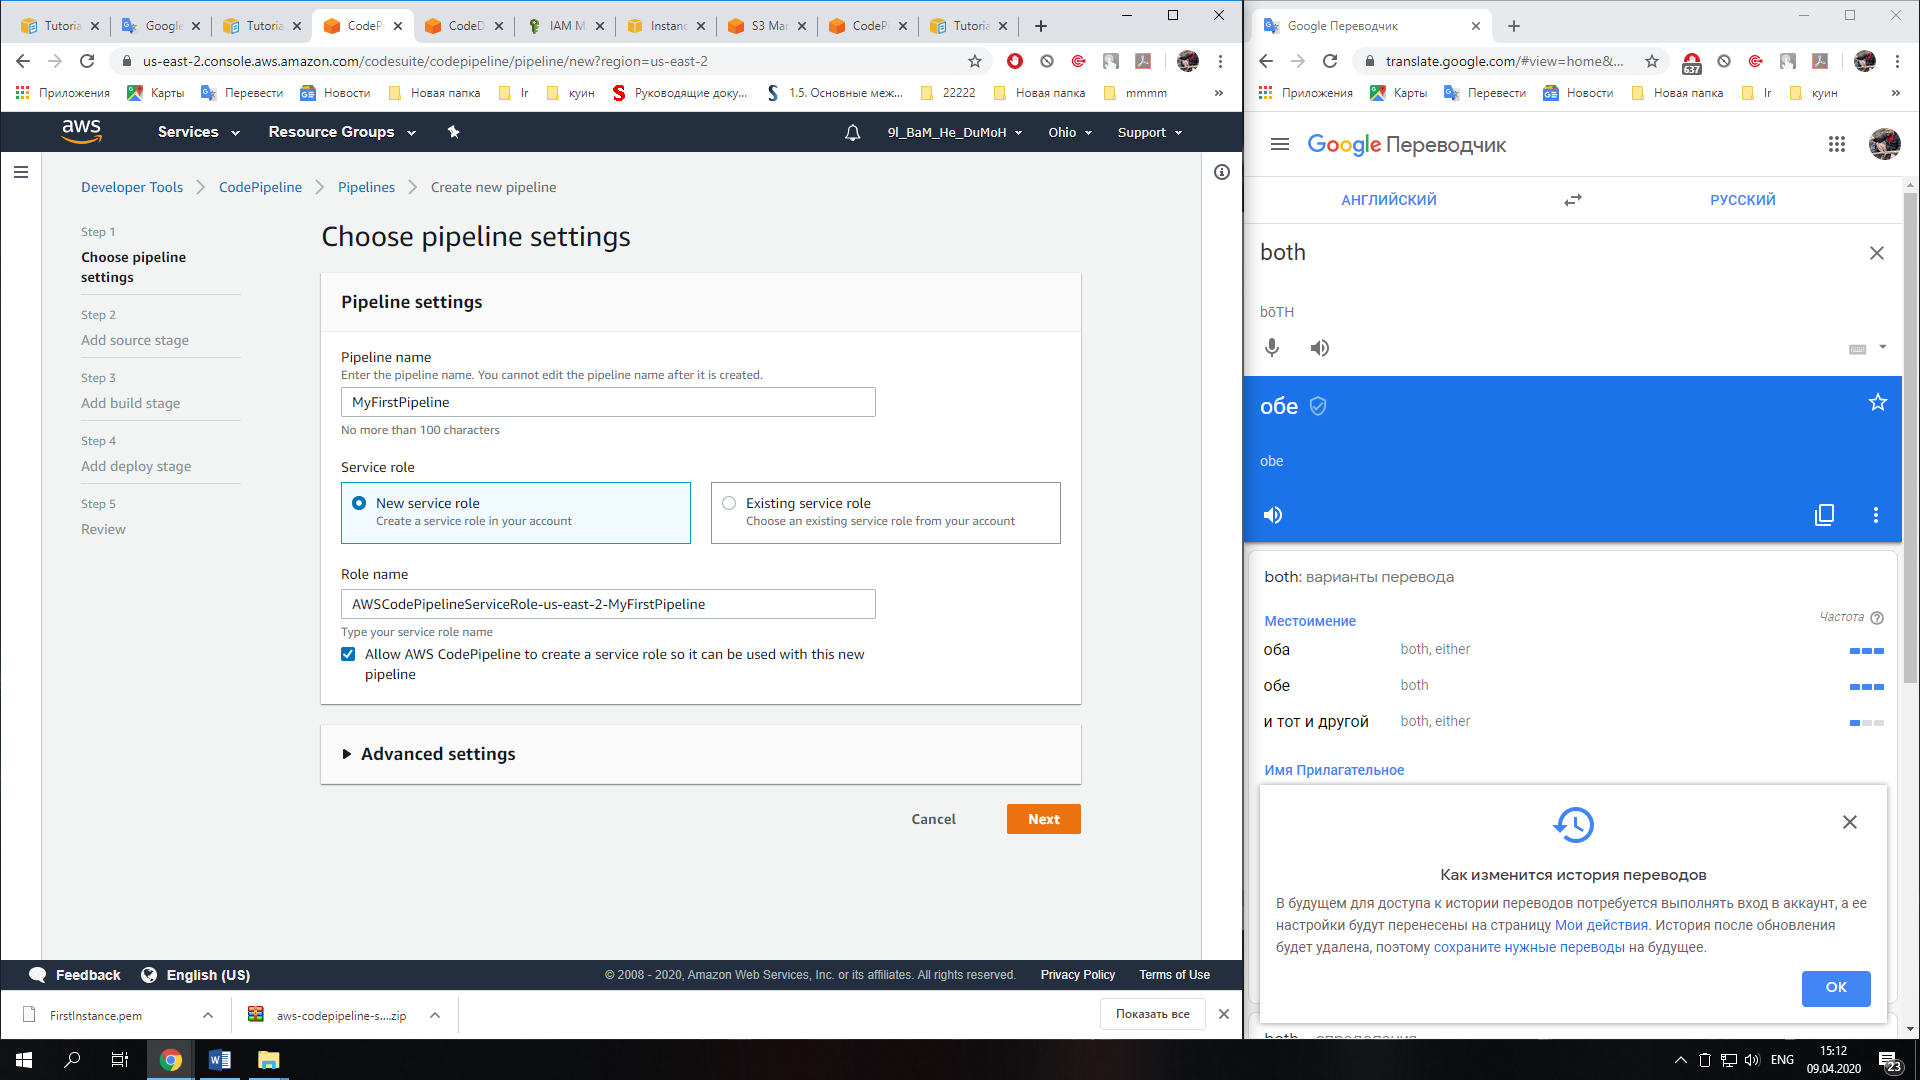 Tutoria
Google
Tutoria
CodeP
CodeD
IAM M
Instanc
S3 Mar
CodePi
Tutoria
us-east-2.console.aws.amazon.com/codesuite/codepipeline/pipeline/new?region=us-east-2
Приложения
Карты
Перевести
Новости
Новая папка
Ir
куин
Руководящие доку...
1.5. Основные меж...
22222
Новая папка
mmmm
»
aws
Services
Resource Groups
9l_BaM_He_DuMoH
Ohio
Support
Developer Tools
CodePipeline
Pipelines
Create new pipeline
Step 1
Choose pipeline
settings
Step 2
Add source stage
Step 3
Add build stage
Step 4
Add deploy stage
Step 5
Review
Choose pipeline settings
Pipeline settings
Pipeline name
Enter the pipeline name. You cannot edit the pipeline name after it is created.
MyFirstPipeline
No more than 100 characters
Service role
New service role
Create a service role in your account
Existing service role
Choose an existing service role from your account
Role name
AWSCodePipelineServiceRole-us-east-2-MyFirstPipeline
Type your service role name
Allow AWS CodePipeline to create a service role so it can be used with this new
pipeline
Advanced settings
Cancel
Next
Feedback
English (US)
© 2008 - 2020, Amazon Web Services, Inc. or its affiliates. All rights reserved.
Privacy Policy
Terms of Use
FirstInstance.pem
aws-codepipeline-s....zip
Показать все
Google Переводчик
translate.google.com/#view=home&...
637
Приложения
Карты
Перевести
Новости
Новая папка
Ir
куин
»
Google Переводчик
АНГЛИЙСКИЙ
РУССКИЙ
both
bōTH
обе
obe
both: варианты перевода
Местоимение
Частота
оба
both, either
обе
both
и тот и другой
both, either
Имя Прилагательное
Как изменится история переводов
В будущем для доступа к истории переводов потребуется выполнять вход в аккаунт, а ее
настройки будут перенесены на страницу Мои действия. История после обновления
будет удалена, поэтому сохраните нужные переводы на будущее.
OK
ENG
15:12
09.04.2020
23